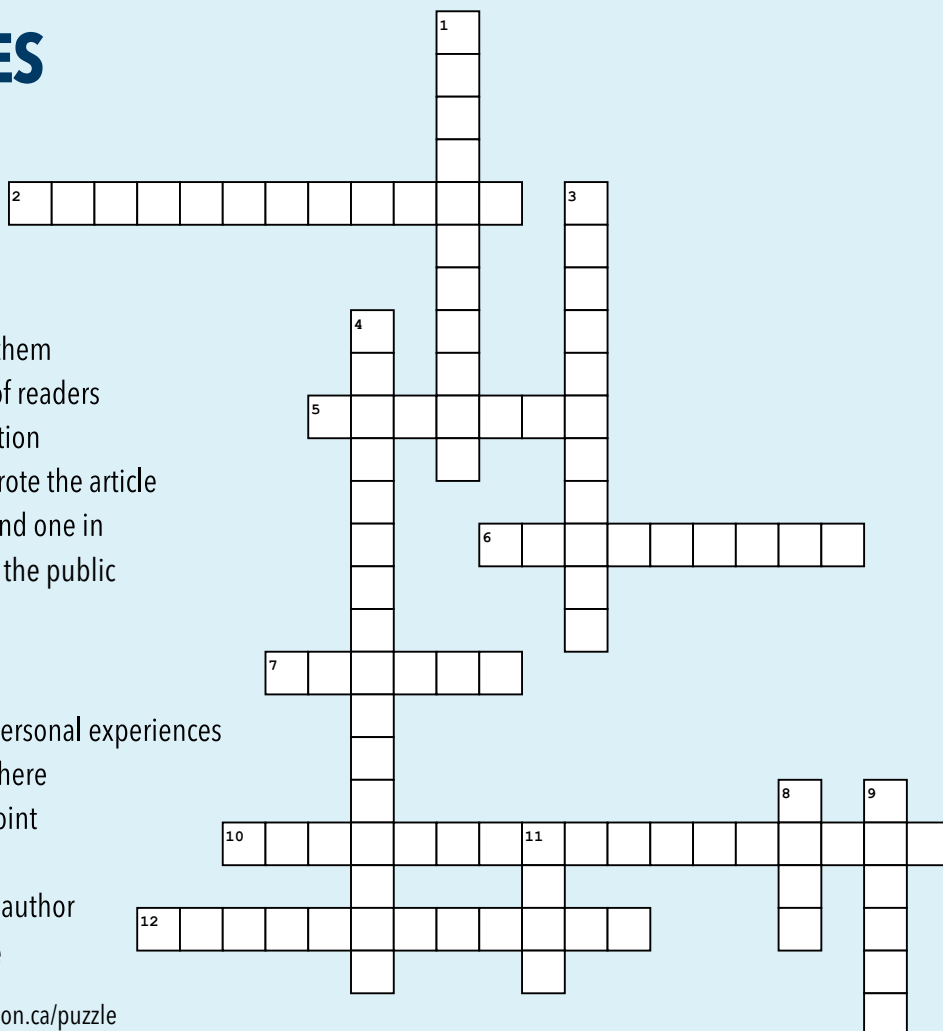 ES
1
2
3
4
them
of readers
5
tion
rote the article
nd one in
6
the public
7
ersonal experiences
here
8
9
oint
10
11
author
12
on.ca/puzzle